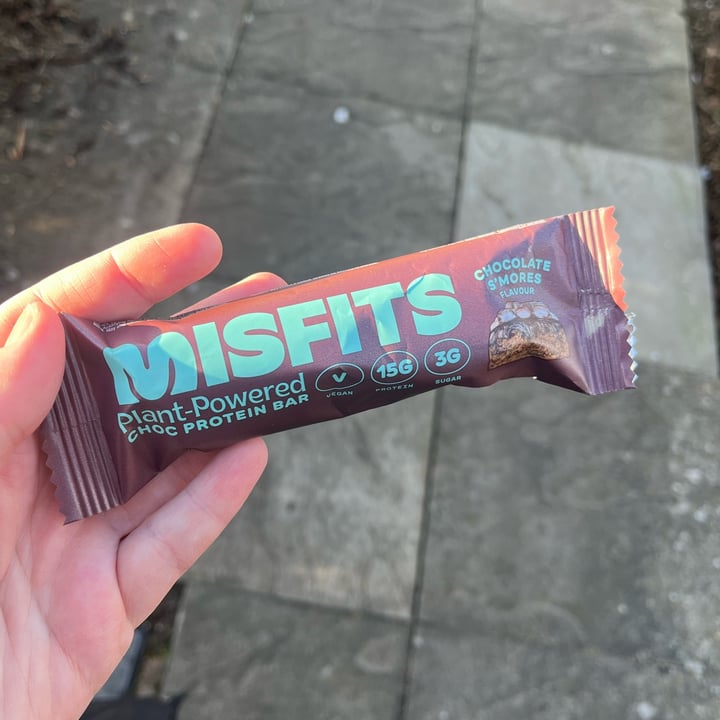 MISFITS
Plant-Powered
CHOC PROTEIN BAR
V
VEGAN
15G
PROTEIN
3G
SUGAR
CHOCOLATE
S'MORES
FLAVOUR